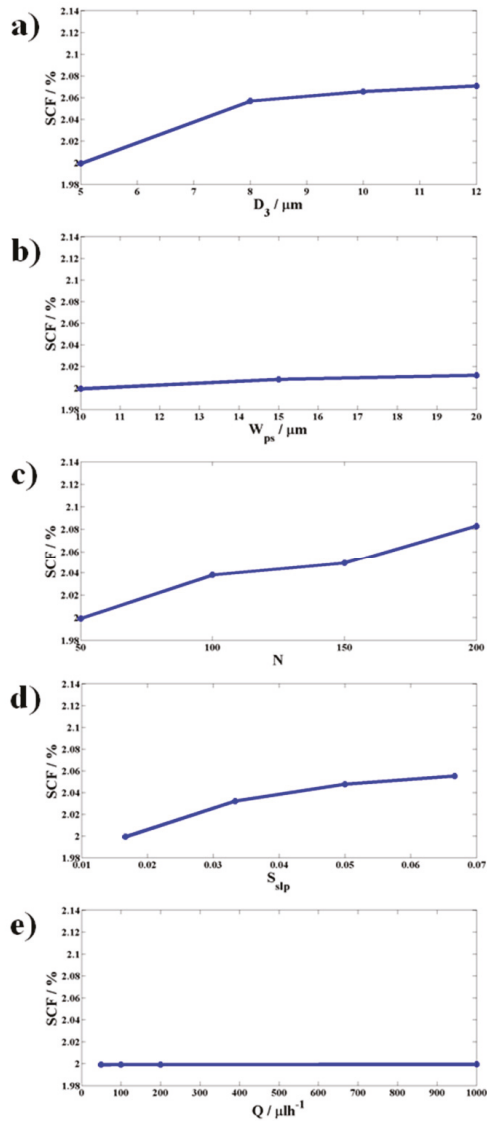 a)
2.14
2.12
2.1
2.08
2.06
2.04
2.02
2
1.98
5 6 7 8 9 10 11 12
SCF / %
D3 / μm
b)
2.14
2.12
2.1
2.08
2.06
2.04
2.02
2
1.98
10 11 12 13 14 15 16 17 18 19 20
SCF / %
Wps / μm
c)
2.14
2.12
2.1
2.08
2.06
2.04
2.02
2
1.98
50 100 150 200
SCF / %
N
d)
2.14
2.12
2.1
2.08
2.06
2.04
2.02
2
1.98
0.01 0.02 0.03 0.04 0.05 0.06 0.07
SCF / %
Sslp
e)
2.14
2.12
2.1
2.08
2.06
2.04
2.02
2
1.98
0 100 200 300 400 500 600 700 800 900 1000
SCF / %
Q / μlh⁻¹